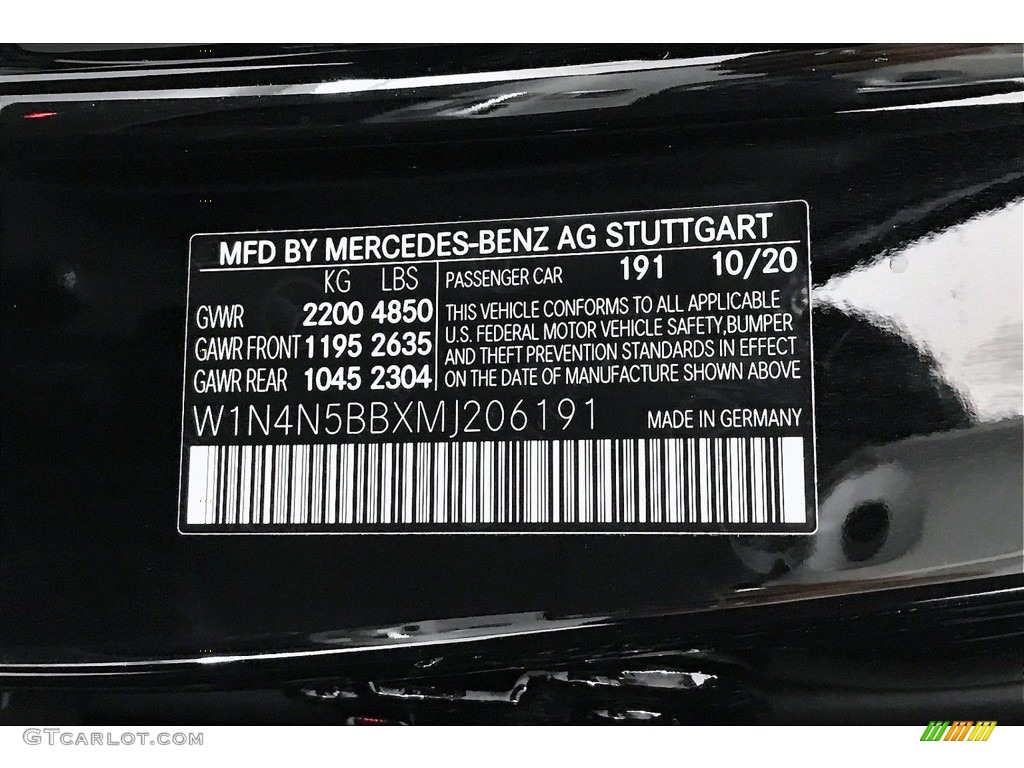 MFD BY MERCEDES-BENZ AG STUTTGART
KG LBS
GVWR 2200 4850
GAWR FRONT 1195 2635
GAWR REAR 1045 2304
PASSENGER CAR 191 10/20
THIS VEHICLE CONFORMS TO ALL APPLICABLE
U.S. FEDERAL MOTOR VEHICLE SAFETY,BUMPER
AND THEFT PREVENTION STANDARDS IN EFFECT
ON THE DATE OF MANUFACTURE SHOWN ABOVE
W1N4N5BBXMJ206191 MADE IN GERMANY
GTCARLOT.COM